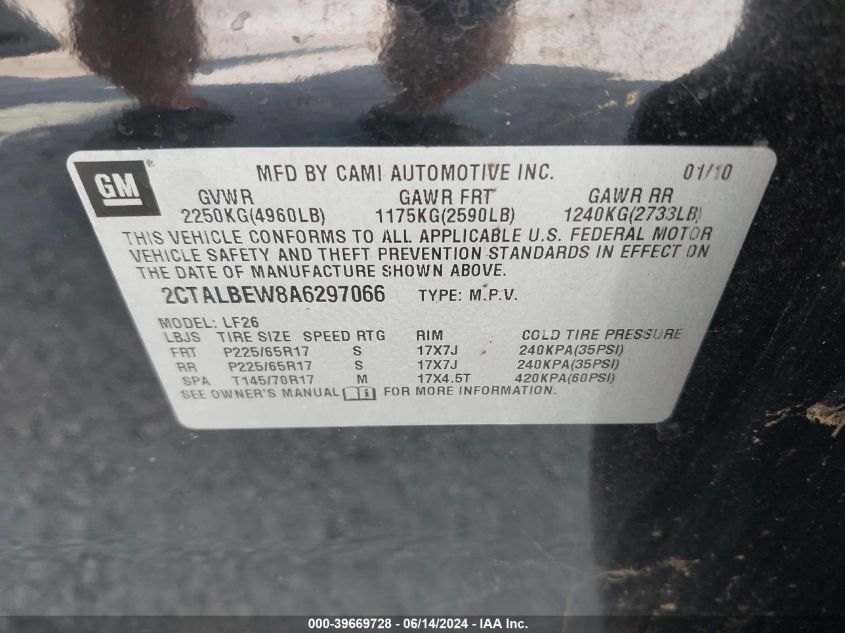 GM®
MFD BY CAMI AUTOMOTIVE INC. 01/10
GVWR GAWR FRT GAWR RR
2250KG(4960LB) 1175KG(2590LB) 1240KG(2733LB)
THIS VEHICLE CONFORMS TO ALL APPLICABLE U.S. FEDERAL MOTOR
VEHICLE SAFETY AND THEFT PREVENTION STANDARDS IN EFFECT ON
THE DATE OF MANUFACTURE SHOWN ABOVE.
2CTALBEW8A6297066 TYPE: M.P.V.
MODEL: LF26
LBJS TIRE SIZE SPEED RTG RIM COLD TIRE PRESSURE
FRT P225/65R17 S 17X7J 240KPA(35PSI)
RR P225/65R17 S 17X7J 240KPA(35PSI)
SPA T145/70R17 M 17X4.5T 420KPA(60PSI)
SEE OWNER'S MANUAL FOR MORE INFORMATION.
000-39669728 - 06/14/2024 - IAA Inc.